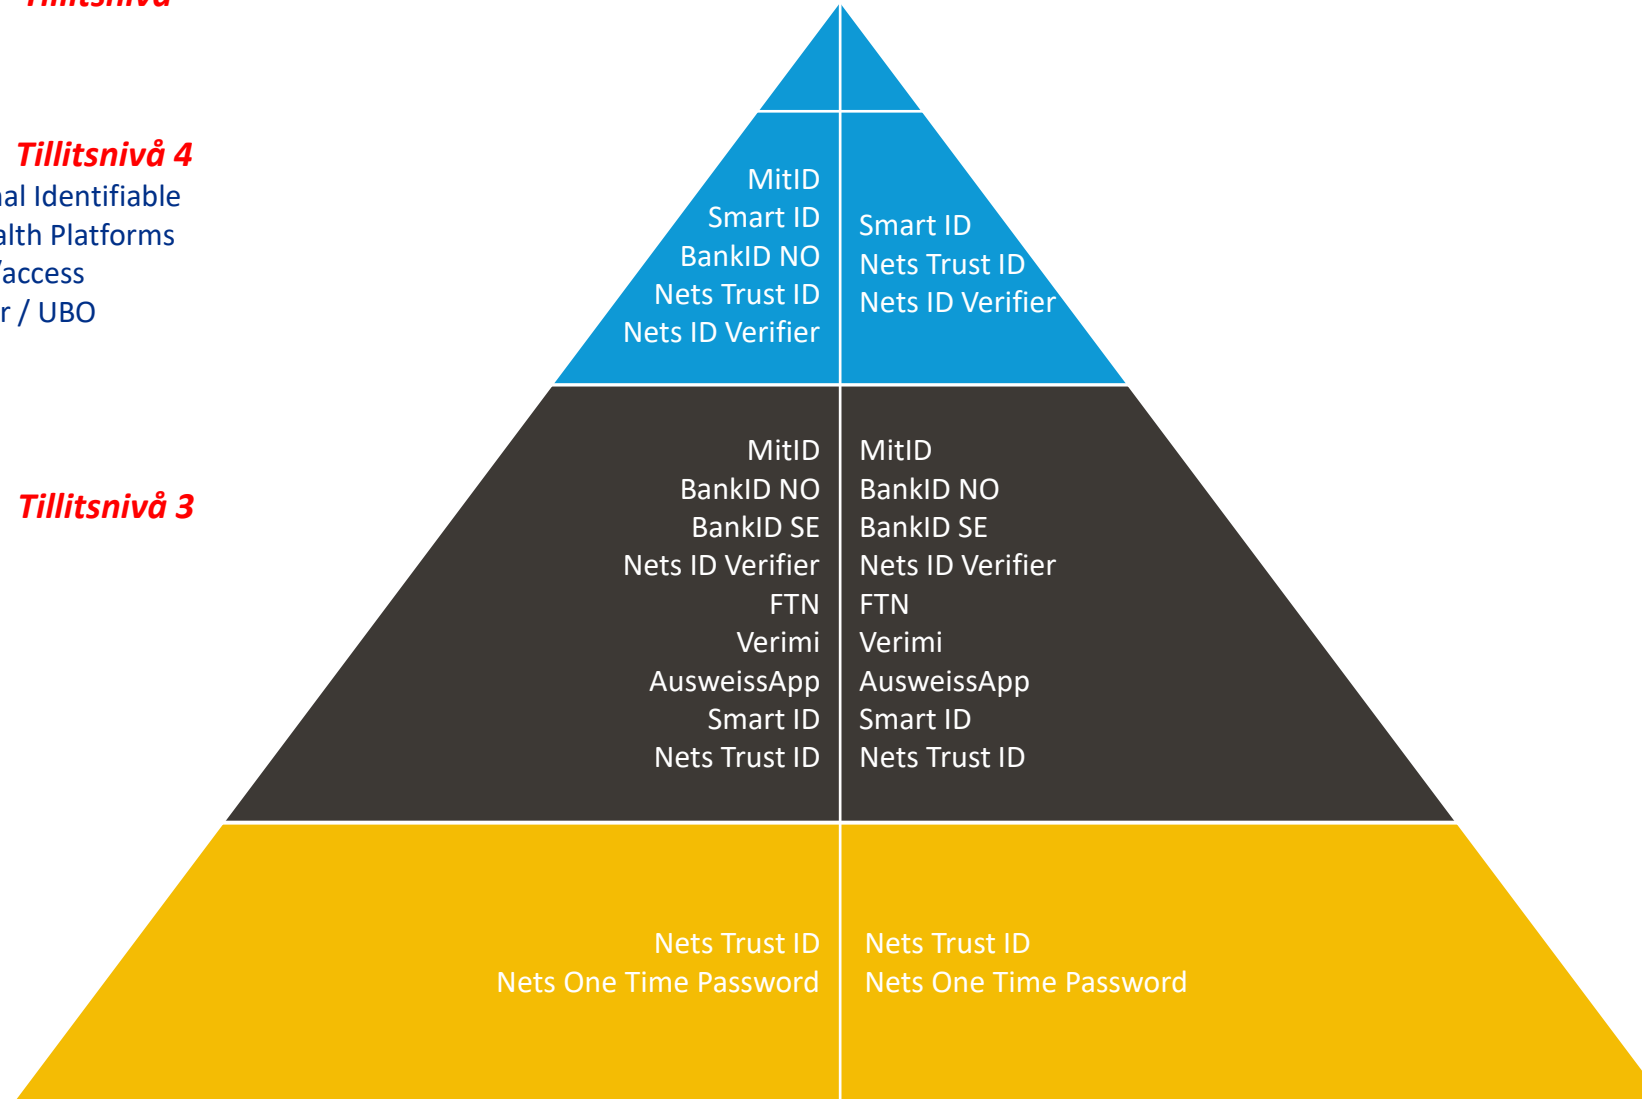 Tillitsnivå
Tillitsnivå 4
al Identifiable
alth Platforms
/access
r / UBO
Tillitsnivå 3
MitID
Smart ID
BankID NO
Nets Trust ID
Nets ID Verifier
Smart ID
Nets Trust ID
Nets ID Verifier
MitID
BankID NO
BankID SE
Nets ID Verifier
FTN
Verimi
AusweissApp
Smart ID
Nets Trust ID
MitID
BankID NO
BankID SE
Nets ID Verifier
FTN
Verimi
AusweissApp
Smart ID
Nets Trust ID
Nets Trust ID
Nets One Time Password
Nets Trust ID
Nets One Time Password